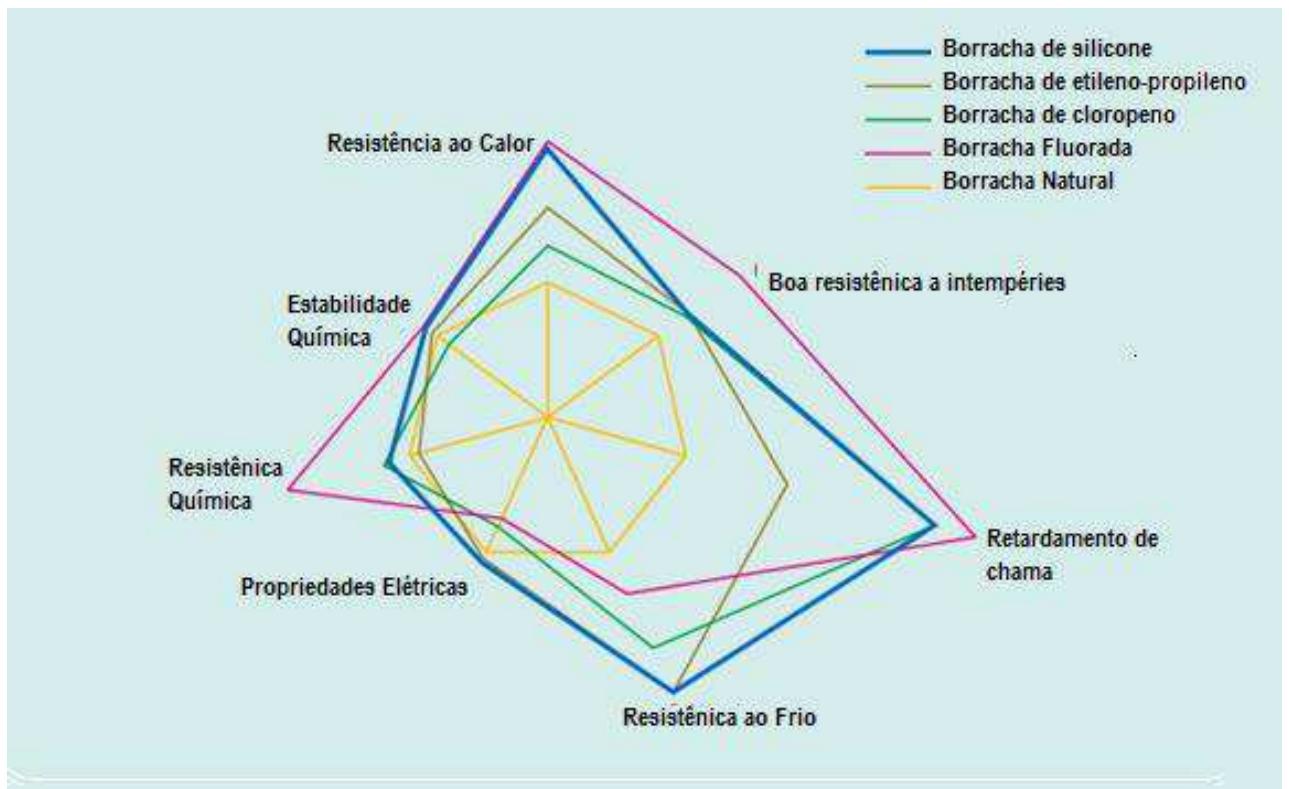 Borracha de silicone
Borracha de etileno-propileno
Borracha de cloropeno
Borracha Fluorada
Borracha Natural
Resistência ao Calor
Boa resistênica a intempéries
Estabilidade
Química
Resistênica
Química
Retardamento de
chama
Propriedades Elétricas
Resistênica ao Frio